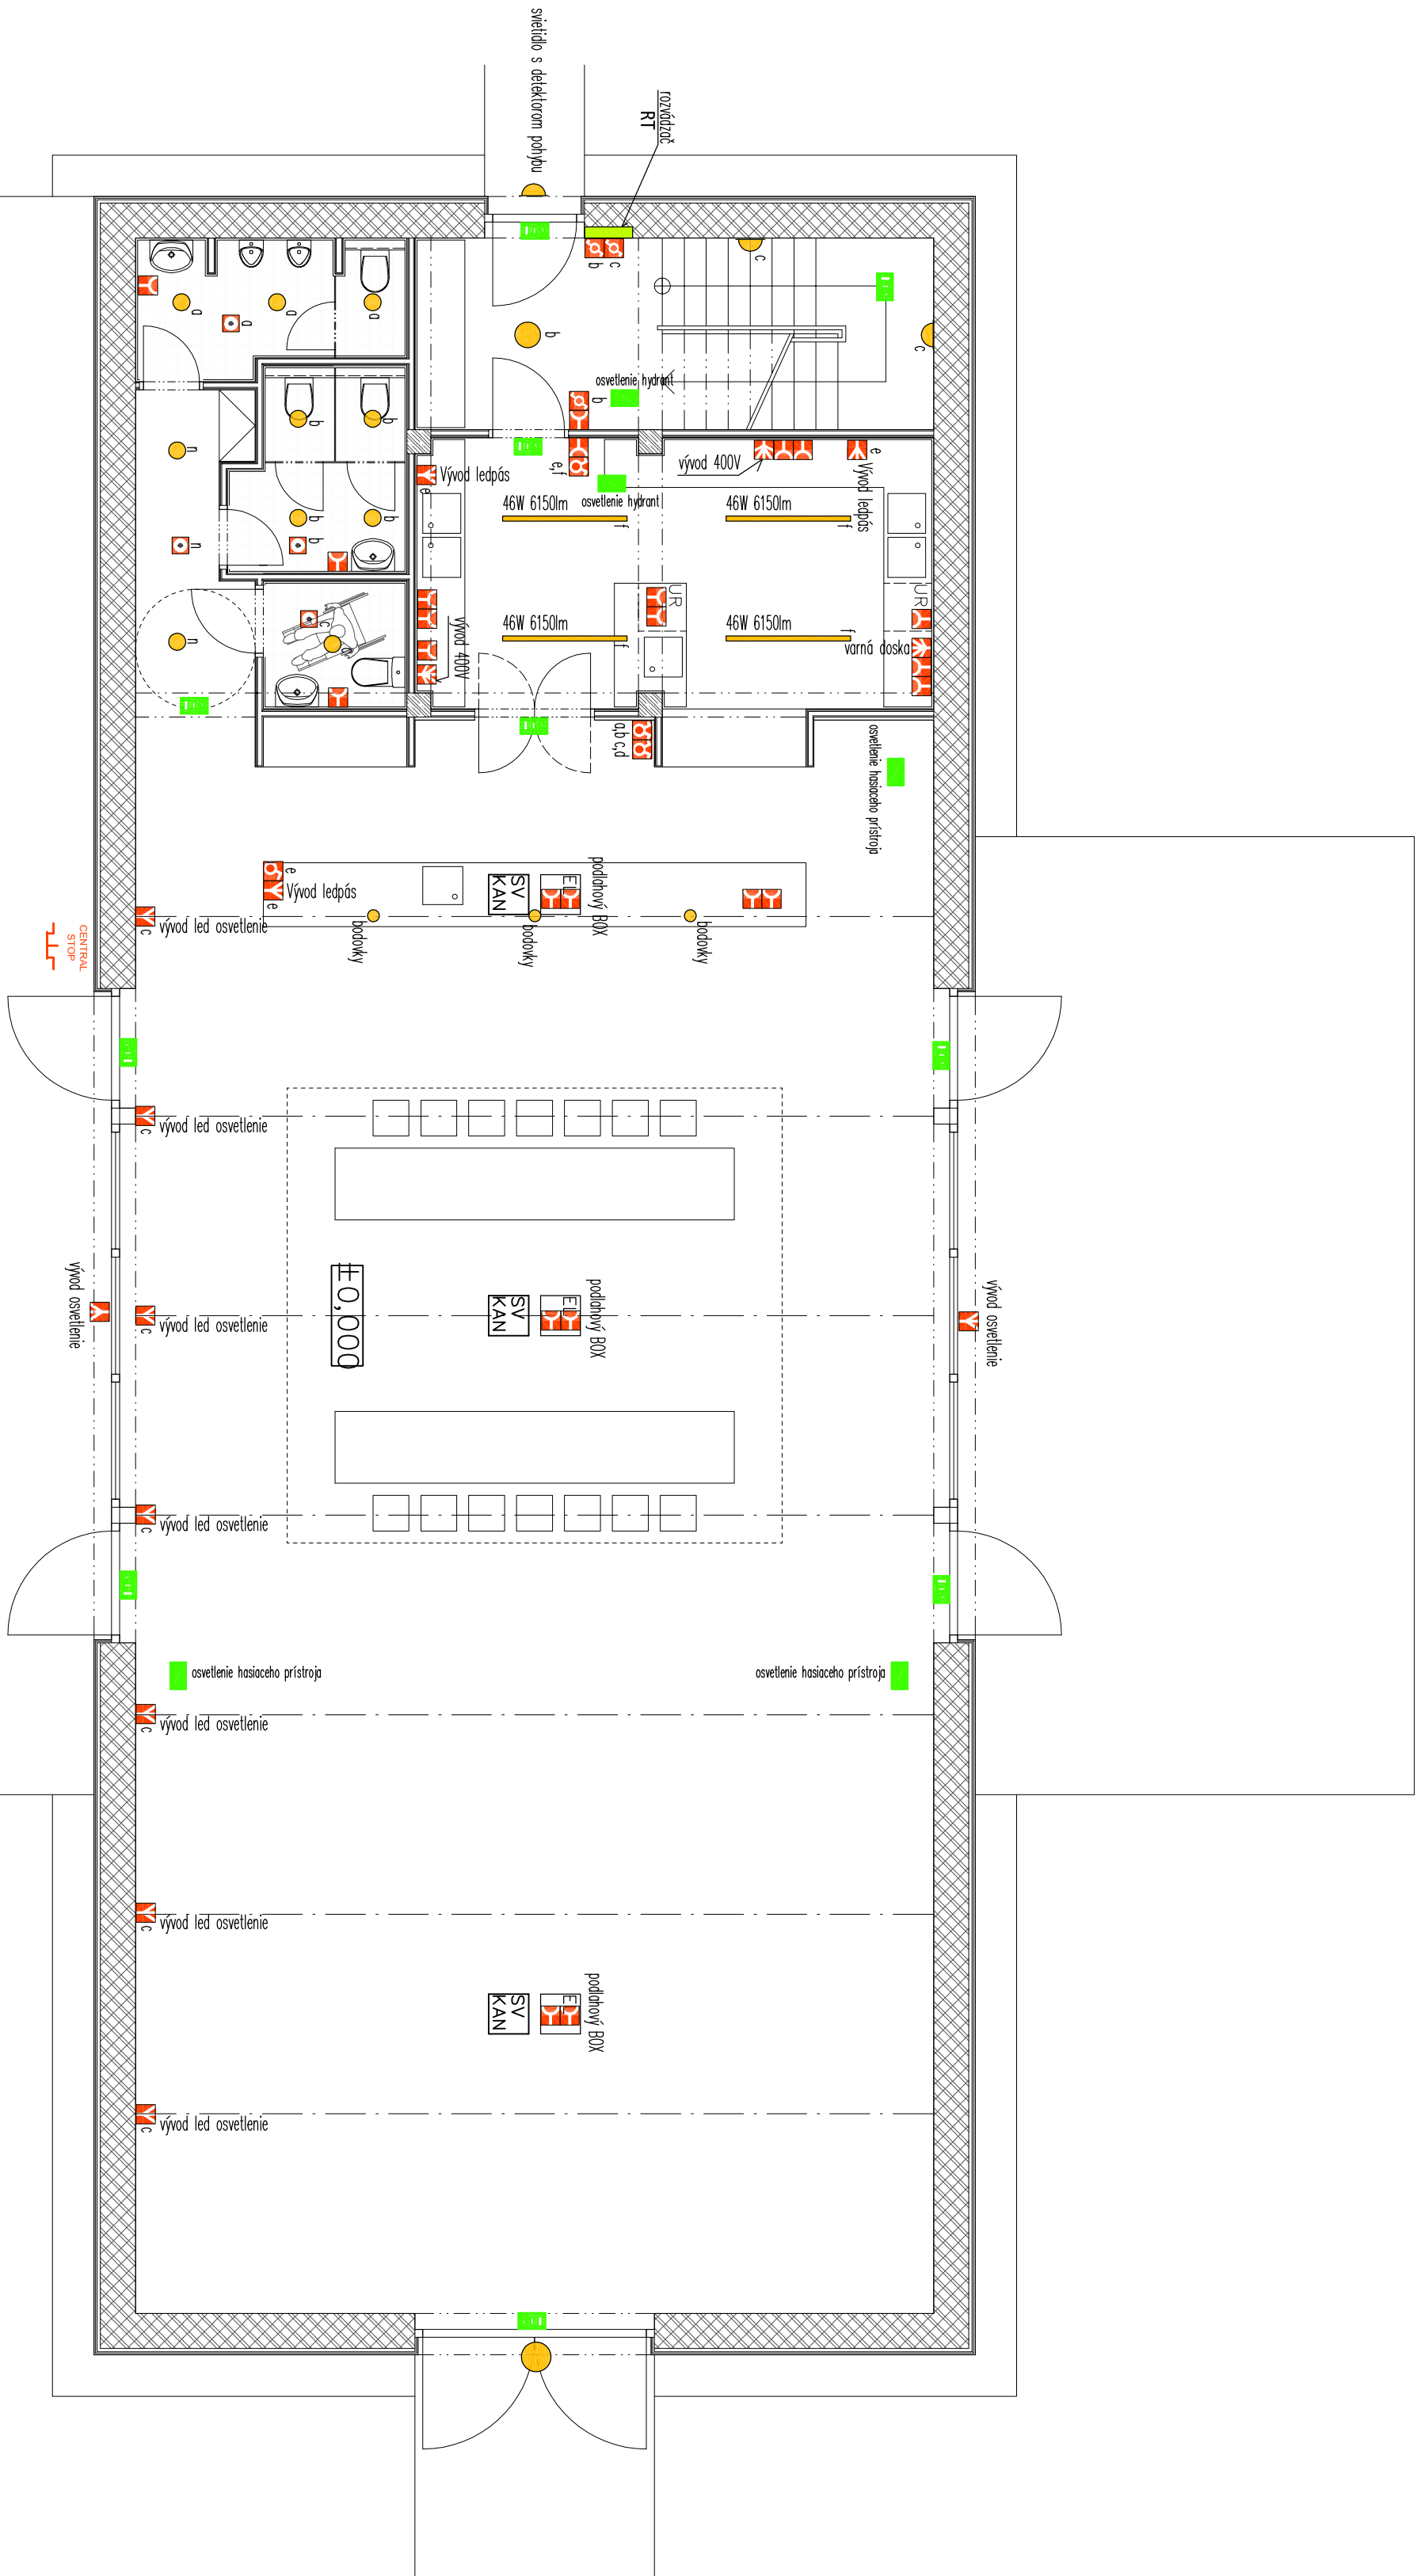 svietidlo s detektorom pohybu
rozvádzač
RT
c
b
c
c
b
a
a
a
a
osvetlenie hydrant
b
b
b
n
e,f
vývod 400V
e
Vývod ledpás
Vývod ledpás
e
osvetlenie hydrant
46W 6150lm
f
46W 6150lm
f
b
b
b
n
UR
UR
46W 6150lm
f
46W 6150lm
f
varná doska
vývod 400V
c
c
n
a,b
c,d
osvetlenie hasiaceho prístroja
e
Vývod ledpás
e
SV
KAN
EL
podlahový BOX
bodovky
bodovky
bodovky
c
vývod led osvetlenie
CENTRAL
STOP
c
vývod led osvetlenie
±0,000
SV
KAN
EL
podlahový BOX
vývod osvetlenie
vývod osvetlenie
c
vývod led osvetlenie
c
vývod led osvetlenie
osvetlenie hasiaceho prístroja
osvetlenie hasiaceho prístroja
c
vývod led osvetlenie
c
vývod led osvetlenie
SV
KAN
EL
podlahový BOX
c
vývod led osvetlenie